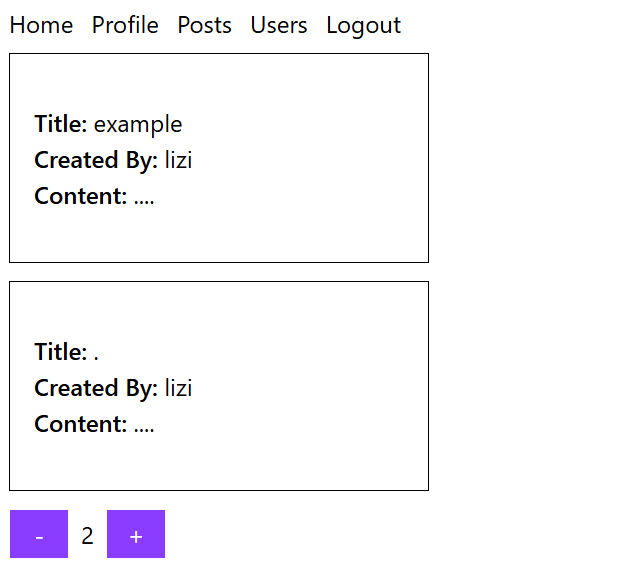 Home Profile Posts Users Logout
Title: example
Created By: lizi
Content: ....
Title: .
Created By: lizi
Content: ....
- 2 +